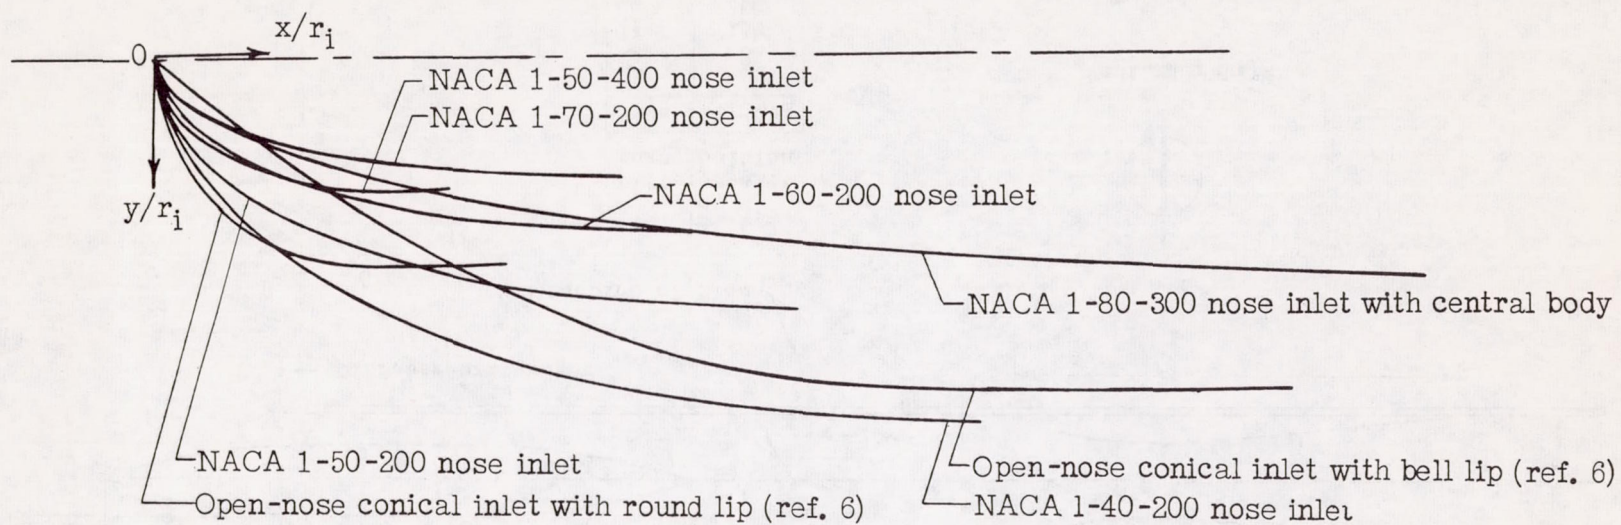 x/ri
0
NACA 1-50-400 nose inlet
NACA 1-70-200 nose inlet
NACA 1-60-200 nose inlet
y/ri
NACA 1-80-300 nose inlet with central body
NACA 1-50-200 nose inlet
Open-nose conical inlet with bell lip (ref. 6)
Open-nose conical inlet with round lip (ref. 6)
NACA 1-40-200 nose inlet